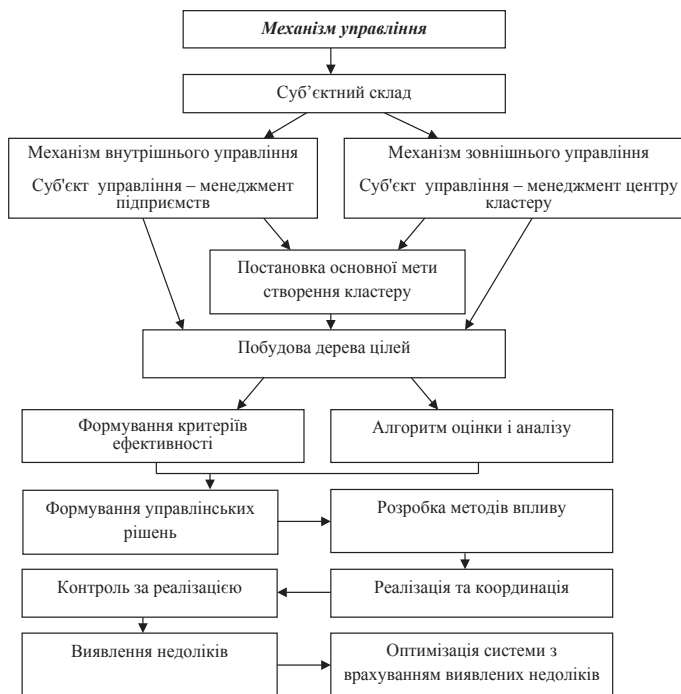 Механізм управління
Суб’єктний склад
Механізм внутрішнього управління
Суб'єкт управління – менеджмент
підприємств
Механізм зовнішнього управління
Суб'єкт управління – менеджмент центру
кластеру
Постановка основної мети
створення кластеру
Побудова дерева цілей
Формування критеріїв
ефективності
Алгоритм оцінки і аналізу
Формування управлінських
рішень
Розробка методів впливу
Контроль за реалізацією
Реалізація та координація
Виявлення недоліків
Оптимізація системи з
врахуванням виявлених недоліків